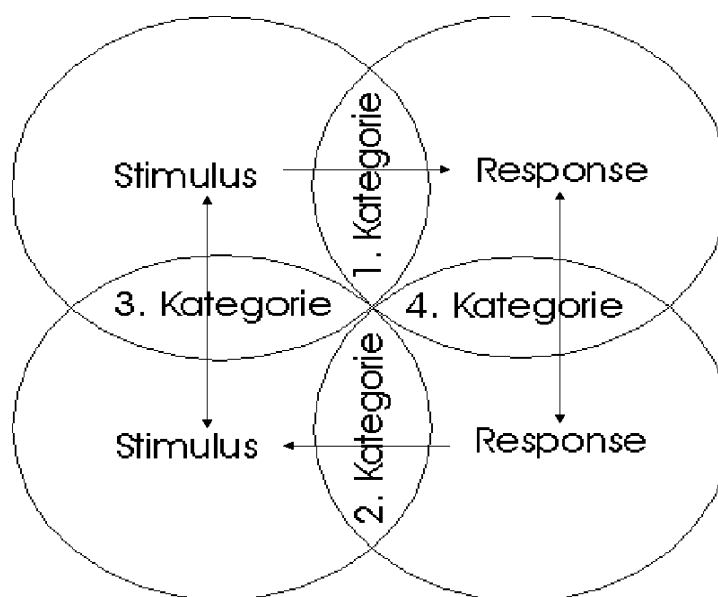 1. Kategorie
Stimulus
Response
3. Kategorie
4. Kategorie
2. Kategorie
Stimulus
Response